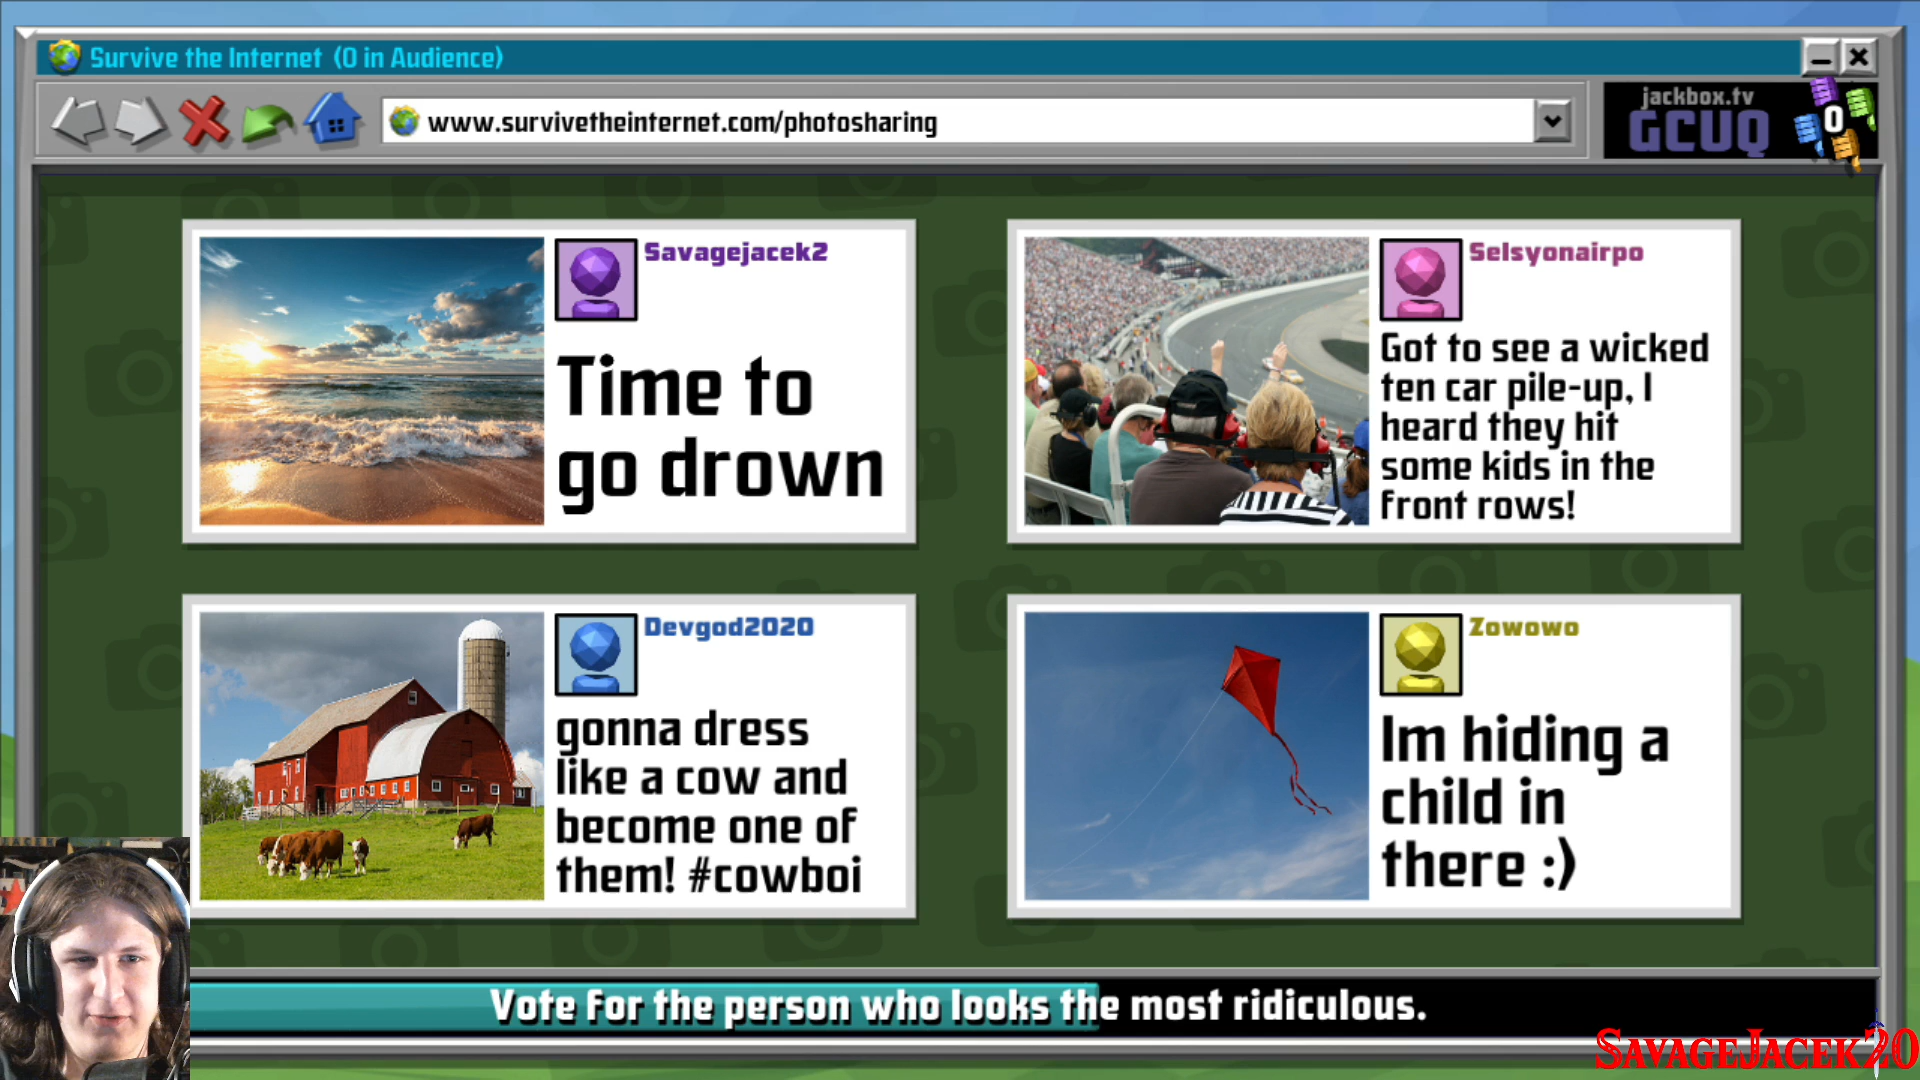 Survive the Internet (0 in Audience)
www.survivetheinternet.com/photosharing
jackbox.tv
GCUQ
0
Savagejacek2
Time to
go drown
Selsyonairpo
Got to see a wicked
ten car pile-up, I
heard they hit
some kids in the
front rows!
Devgod2020
gonna dress
like a cow and
become one of
them! #cowboi
Zowowo
Im hiding a
child in
there :)
Vote for the person who looks the most ridiculous.
SavageJacek20